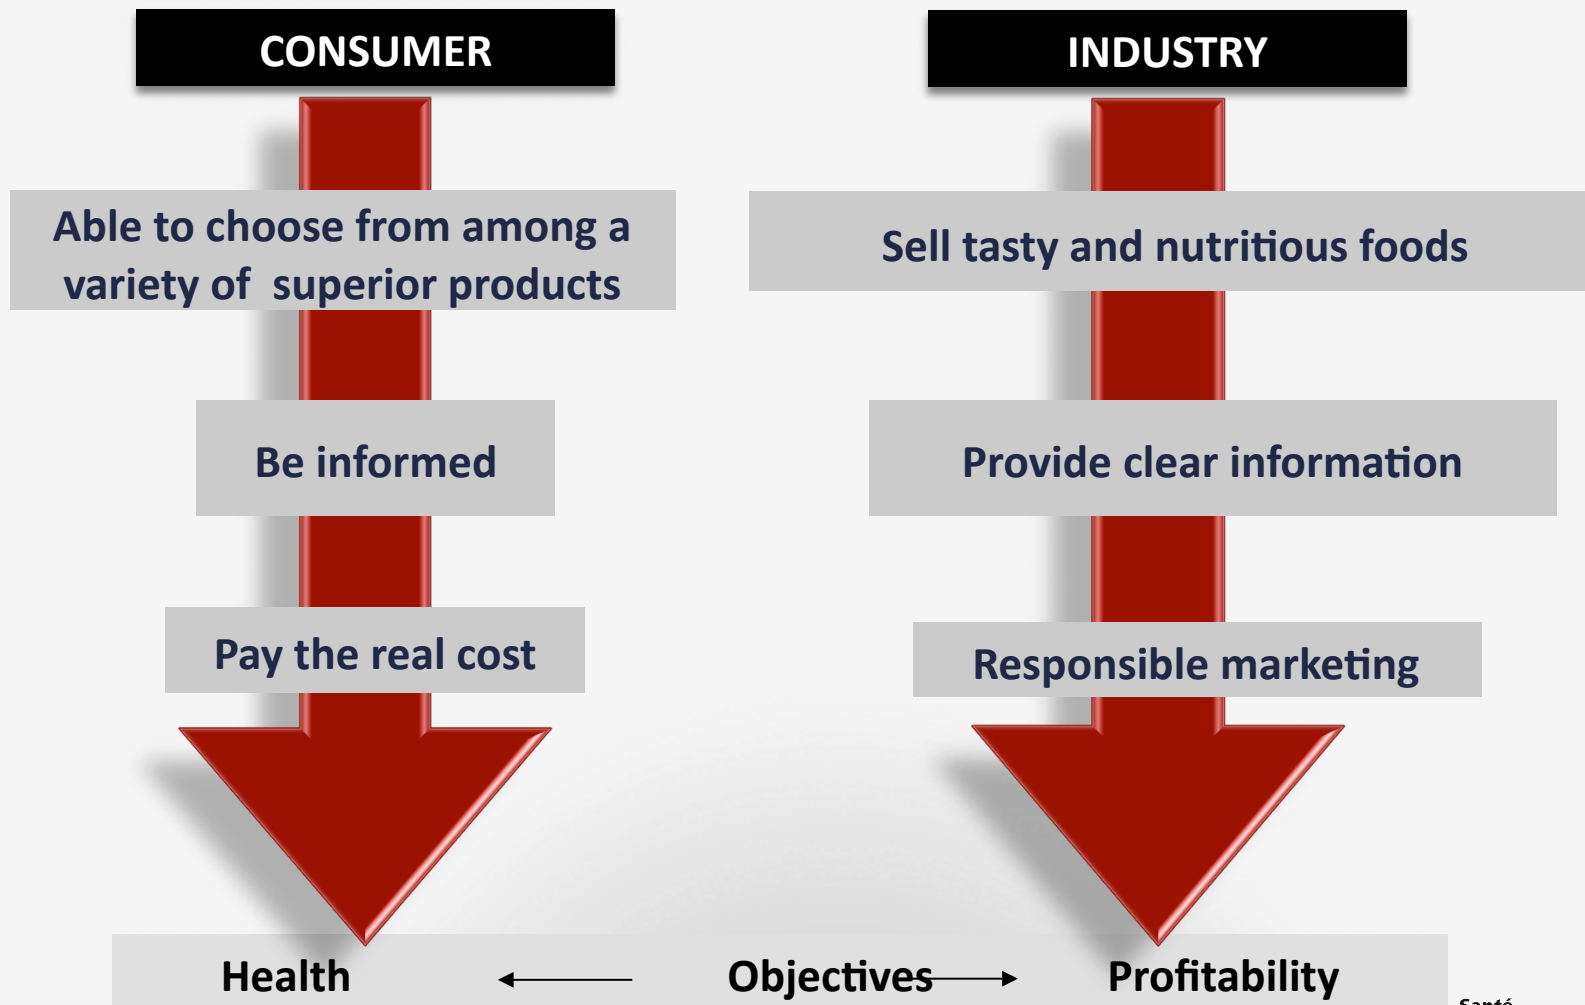 CONSUMER
INDUSTRY
Able to choose from among a
variety of  superior products
Sell tasty and nutritious foods
Be informed
Provide clear information
Pay the real cost
Responsible marketing
Health
Objectives
Profitability
Santé